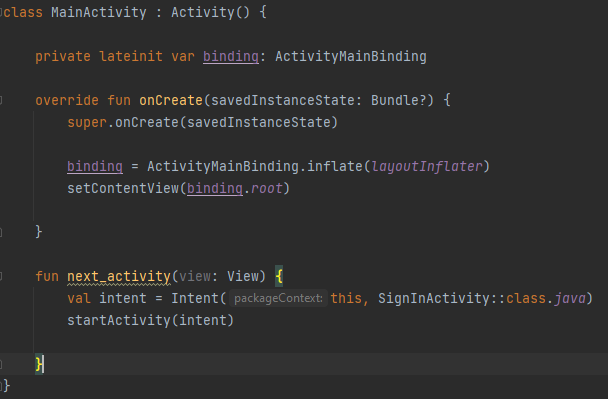 class MainActivity : Activity() {
private lateinit var binding: ActivityMainBinding
override fun onCreate(savedInstanceState: Bundle?) {
super.onCreate(savedInstanceState)
binding = ActivityMainBinding.inflate(layoutInflater)
setContentView(binding.root)
}
fun next_activity(view: View) {
val intent = Intent( packageContext: this, SignInActivity::class.java)
startActivity(intent)
}
}